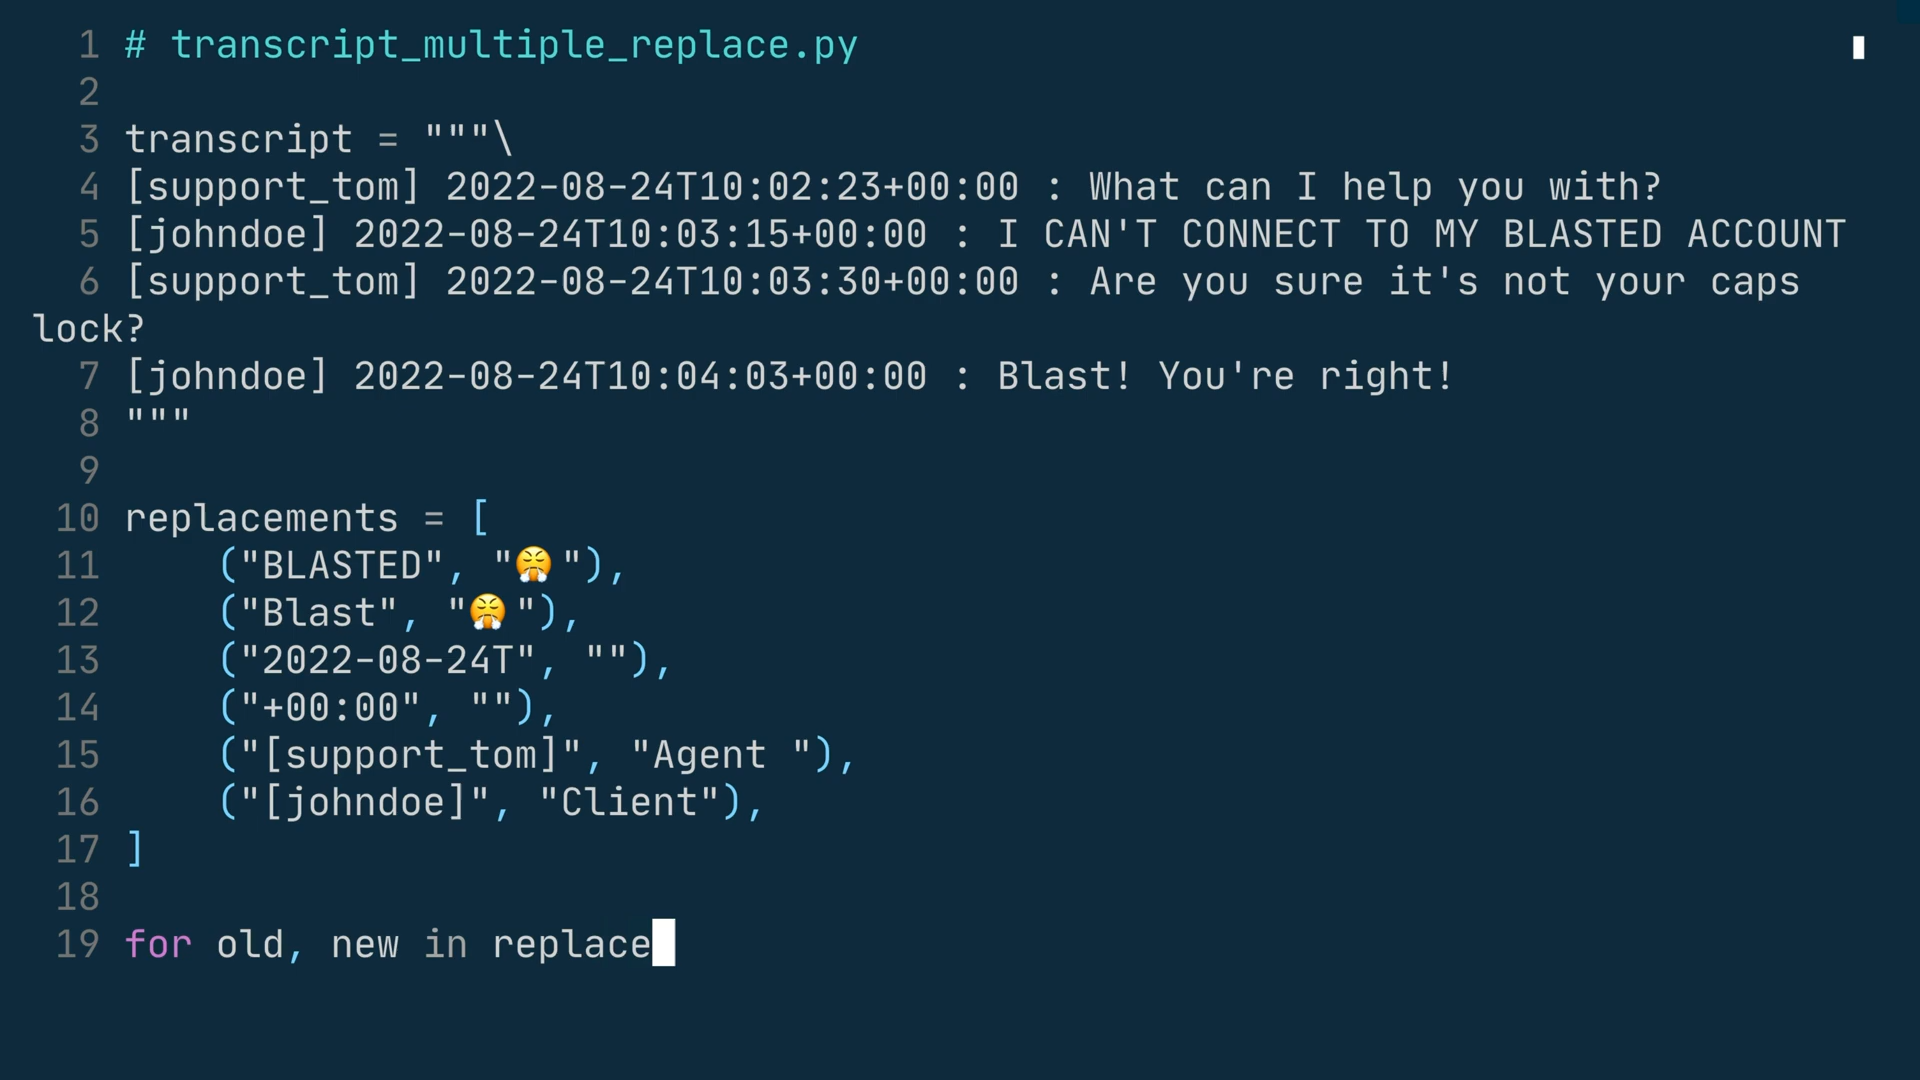 1 # transcript_multiple_replace.py
2
3 transcript = """\
4 [support_tom] 2022-08-24T10:02:23+00:00 : What can I help you with?
5 [johndoe] 2022-08-24T10:03:15+00:00 : I CAN'T CONNECT TO MY BLASTED ACCOUNT
6 [support_tom] 2022-08-24T10:03:30+00:00 : Are you sure it's not your caps
lock?
7 [johndoe] 2022-08-24T10:04:03+00:00 : Blast! You're right!
8 """
9
10 replacements = [
11     ("BLASTED", "😤"),
12     ("Blast", "😤"),
13     ("2022-08-24T", ""),
14     ("+00:00", ""),
15     ("[support_tom]", "Agent "),
16     ("[johndoe]", "Client"),
17 ]
18
19 for old, new in replace